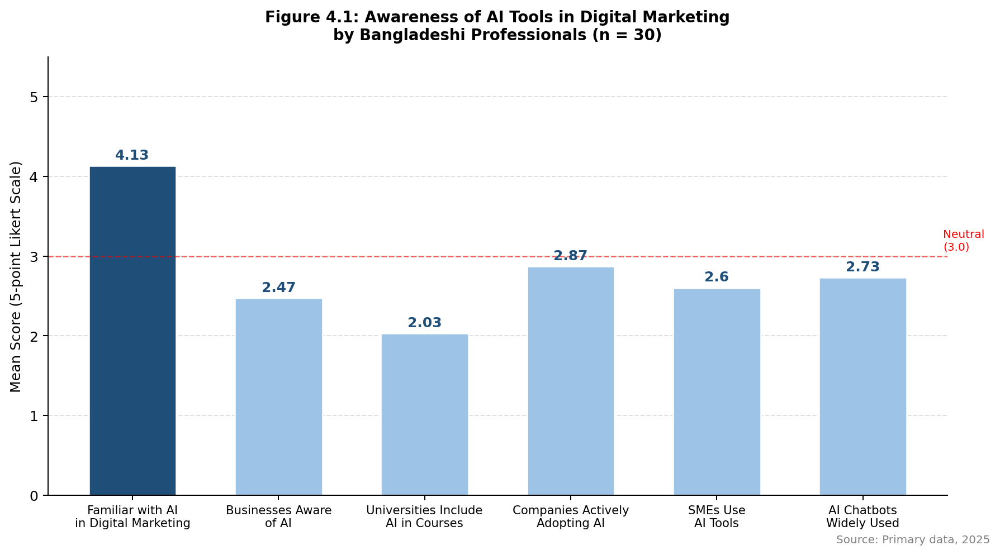 Figure 4.1: Awareness of AI Tools in Digital Marketing
by Bangladeshi Professionals (n = 30)
Mean Score (5-point Likert Scale)
5
4
3
2
1
0
4.13
2.47
2.03
2.87
2.6
2.73
Neutral
(3.0)
Familiar with AI
in Digital Marketing
Businesses Aware
of AI
Universities Include
AI in Courses
Companies Actively
Adopting AI
SMEs Use
AI Tools
AI Chatbots
Widely Used
Source: Primary data, 2025